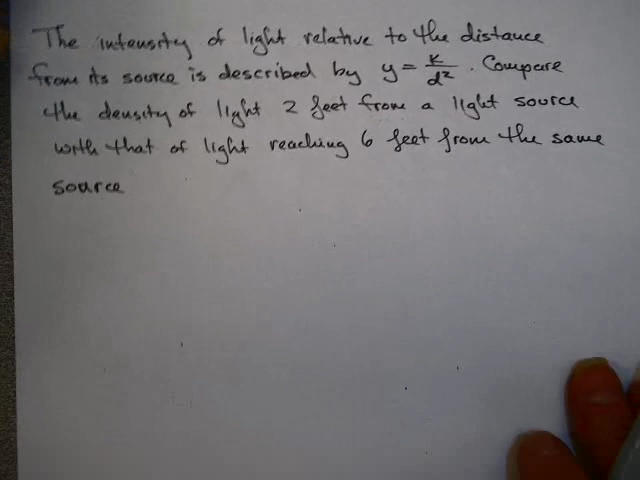 The intensity of light relative to the distance
from its source is described by y = k/d². Compare
the density of light 2 feet from a light source
with that of light reaching 6 feet from the same
source